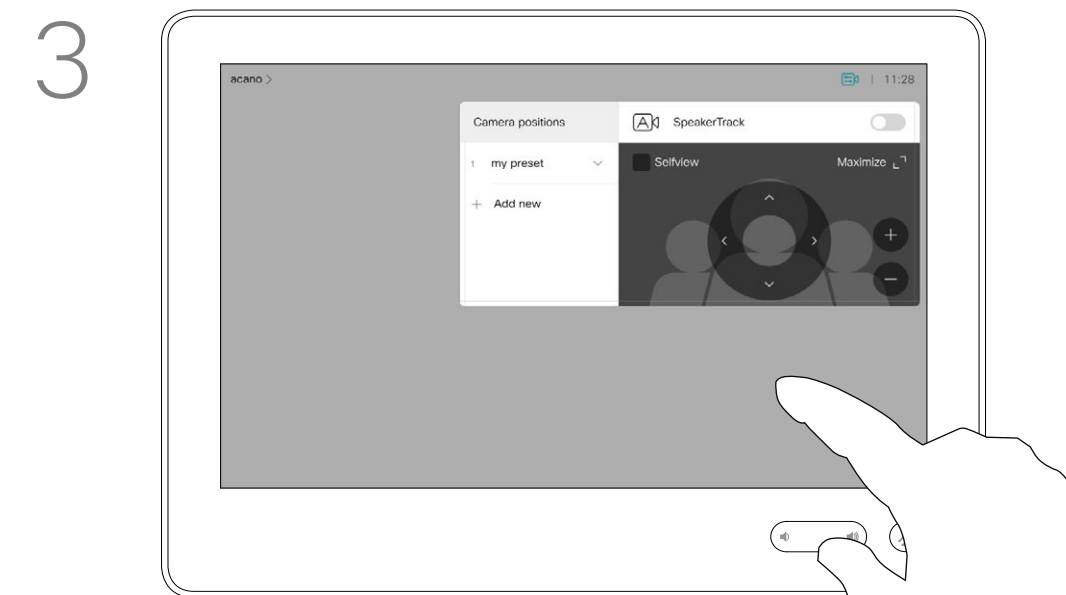 3
acano >
11:28
Camera positions
SpeakerTrack
1 my preset
Selfview
Maximize
+ Add new